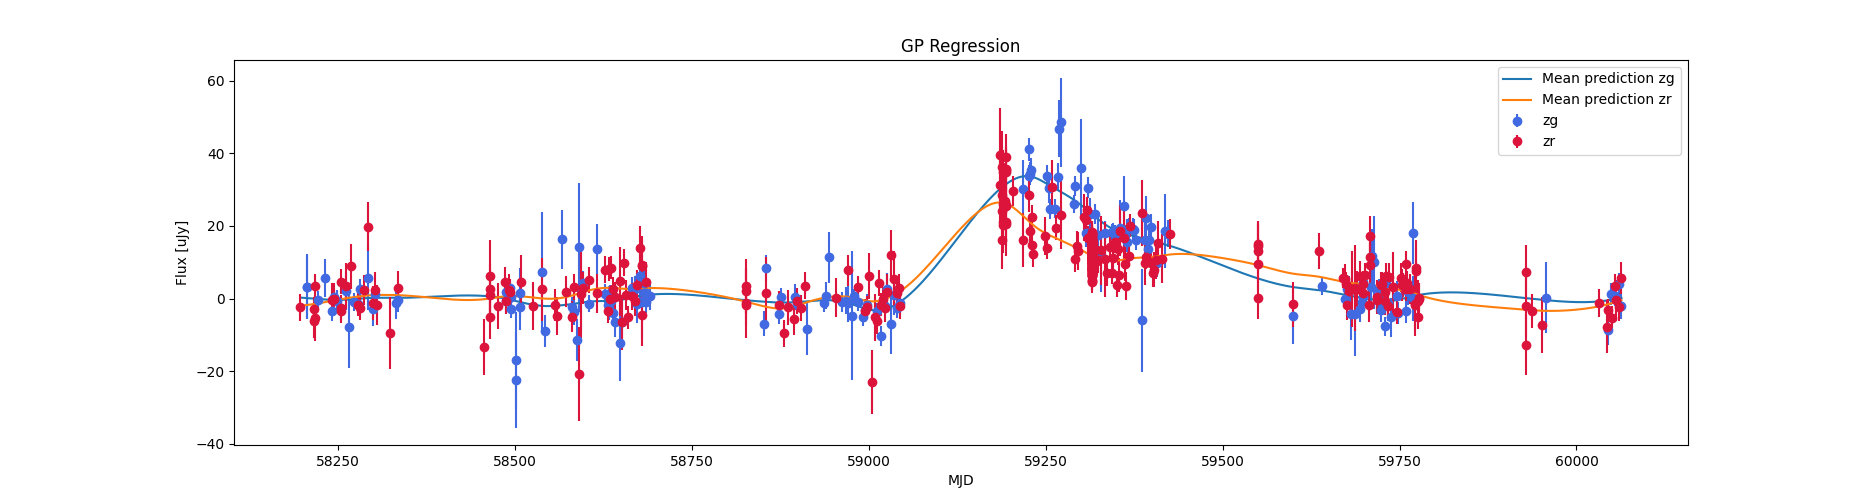 GP Regression
Flux [uJy]
60
40
20
0
−20
−40
58250 58500 58750 59000 59250 59500 59750 60000
MJD
Mean prediction zg
Mean prediction zr
zg
zr